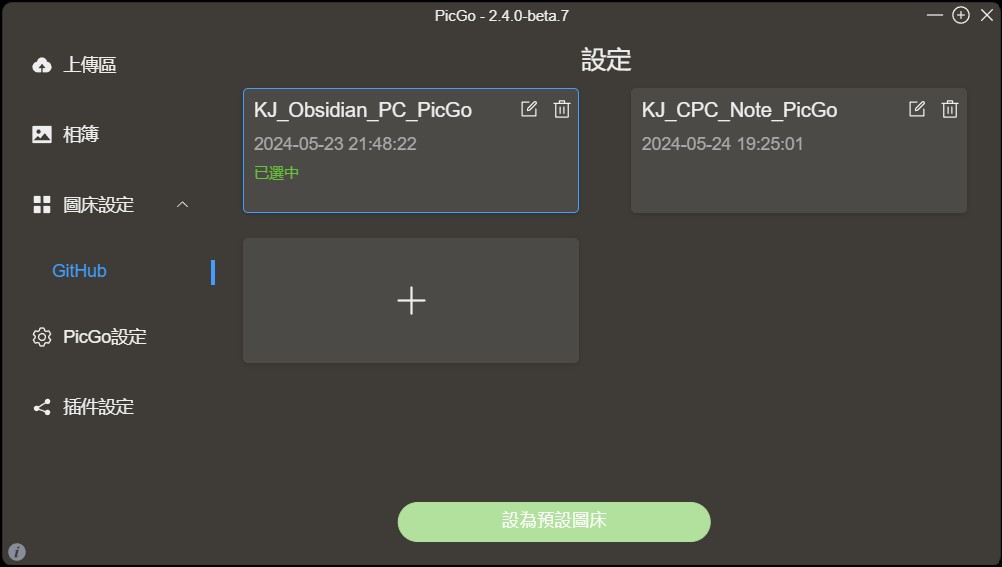 PicGo - 2.4.0-beta.7
上傳區
相簿
圖床設定
GitHub
PicGo設定
插件設定
設定
KJ_Obsidian_PC_PicGo
2024-05-23 21:48:22
已選中
KJ_CPC_Note_PicGo
2024-05-24 19:25:01
設為預設圖床